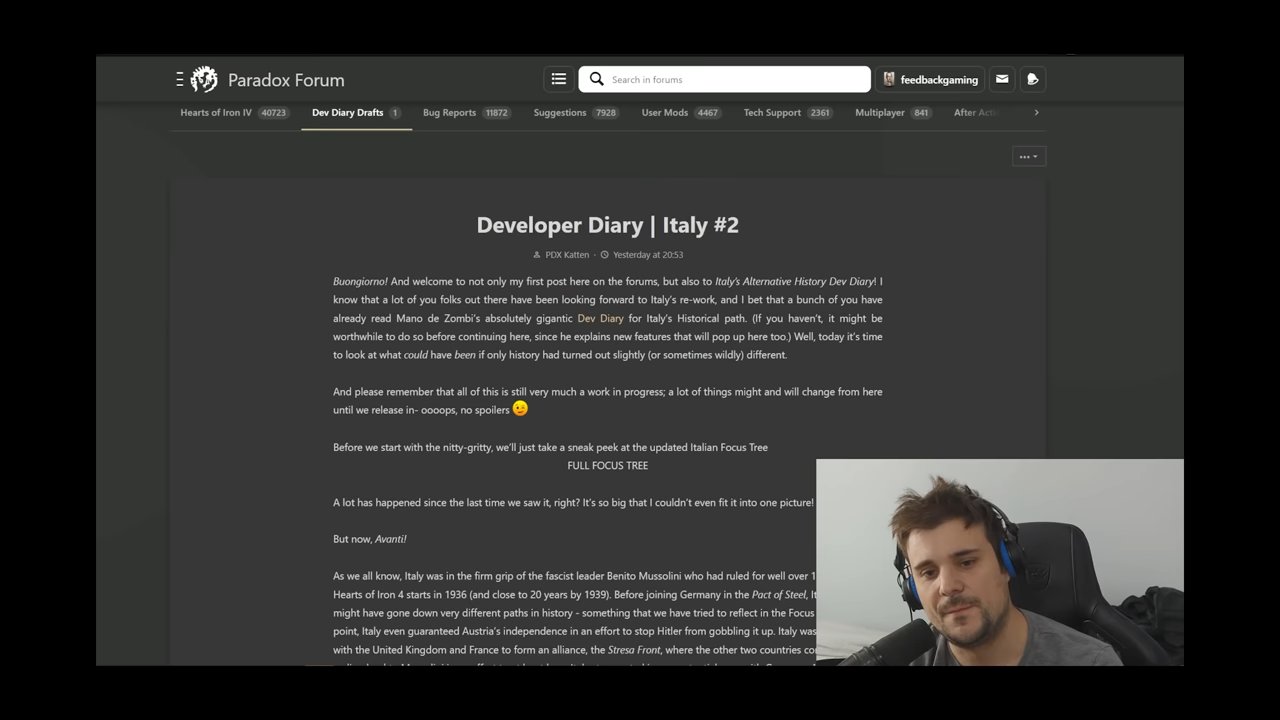 Paradox Forum
Search in forums
feedbackgaming
Hearts of Iron IV 40723 Dev Diary Drafts 1 Bug Reports 11872 Suggestions 7928 User Mods 4467 Tech Support 2361 Multiplayer 841 After Acti
Developer Diary | Italy #2
PDX Katten · Yesterday at 20:53
Buongiorno! And welcome to not only my first post here on the forums, but also to Italy's Alternative History Dev Diary! I
know that a lot of you folks out there have been looking forward to Italy's re-work, and I bet that a bunch of you have
already read Mano de Zombi's absolutely gigantic Dev Diary for Italy's Historical path. (If you haven't, it might be
worthwhile to do so before continuing here, since he explains new features that will pop up here too.) Well, today it's time
to look at what could have been if only history had turned out slightly (or sometimes wildly) different.
And please remember that all of this is still very much a work in progress; a lot of things might and will change from here
until we release in- oooops, no spoilers
Before we start with the nitty-gritty, we'll just take a sneak peek at the updated Italian Focus Tree
FULL FOCUS TREE
A lot has happened since the last time we saw it, right? It's so big that I couldn't even fit it into one picture!
But now, Avanti!
As we all know, Italy was in the firm grip of the fascist leader Benito Mussolini who had ruled for well over 1
Hearts of Iron 4 starts in 1936 (and close to 20 years by 1939). Before joining Germany in the Pact of Steel, It
might have gone down very different paths in history - something that we have tried to reflect in the Focus
point, Italy even guaranteed Austria's independence in an effort to stop Hitler from gobbling it up. Italy was
with the United Kingdom and France to form an alliance, the Stresa Front, where the other two countries co